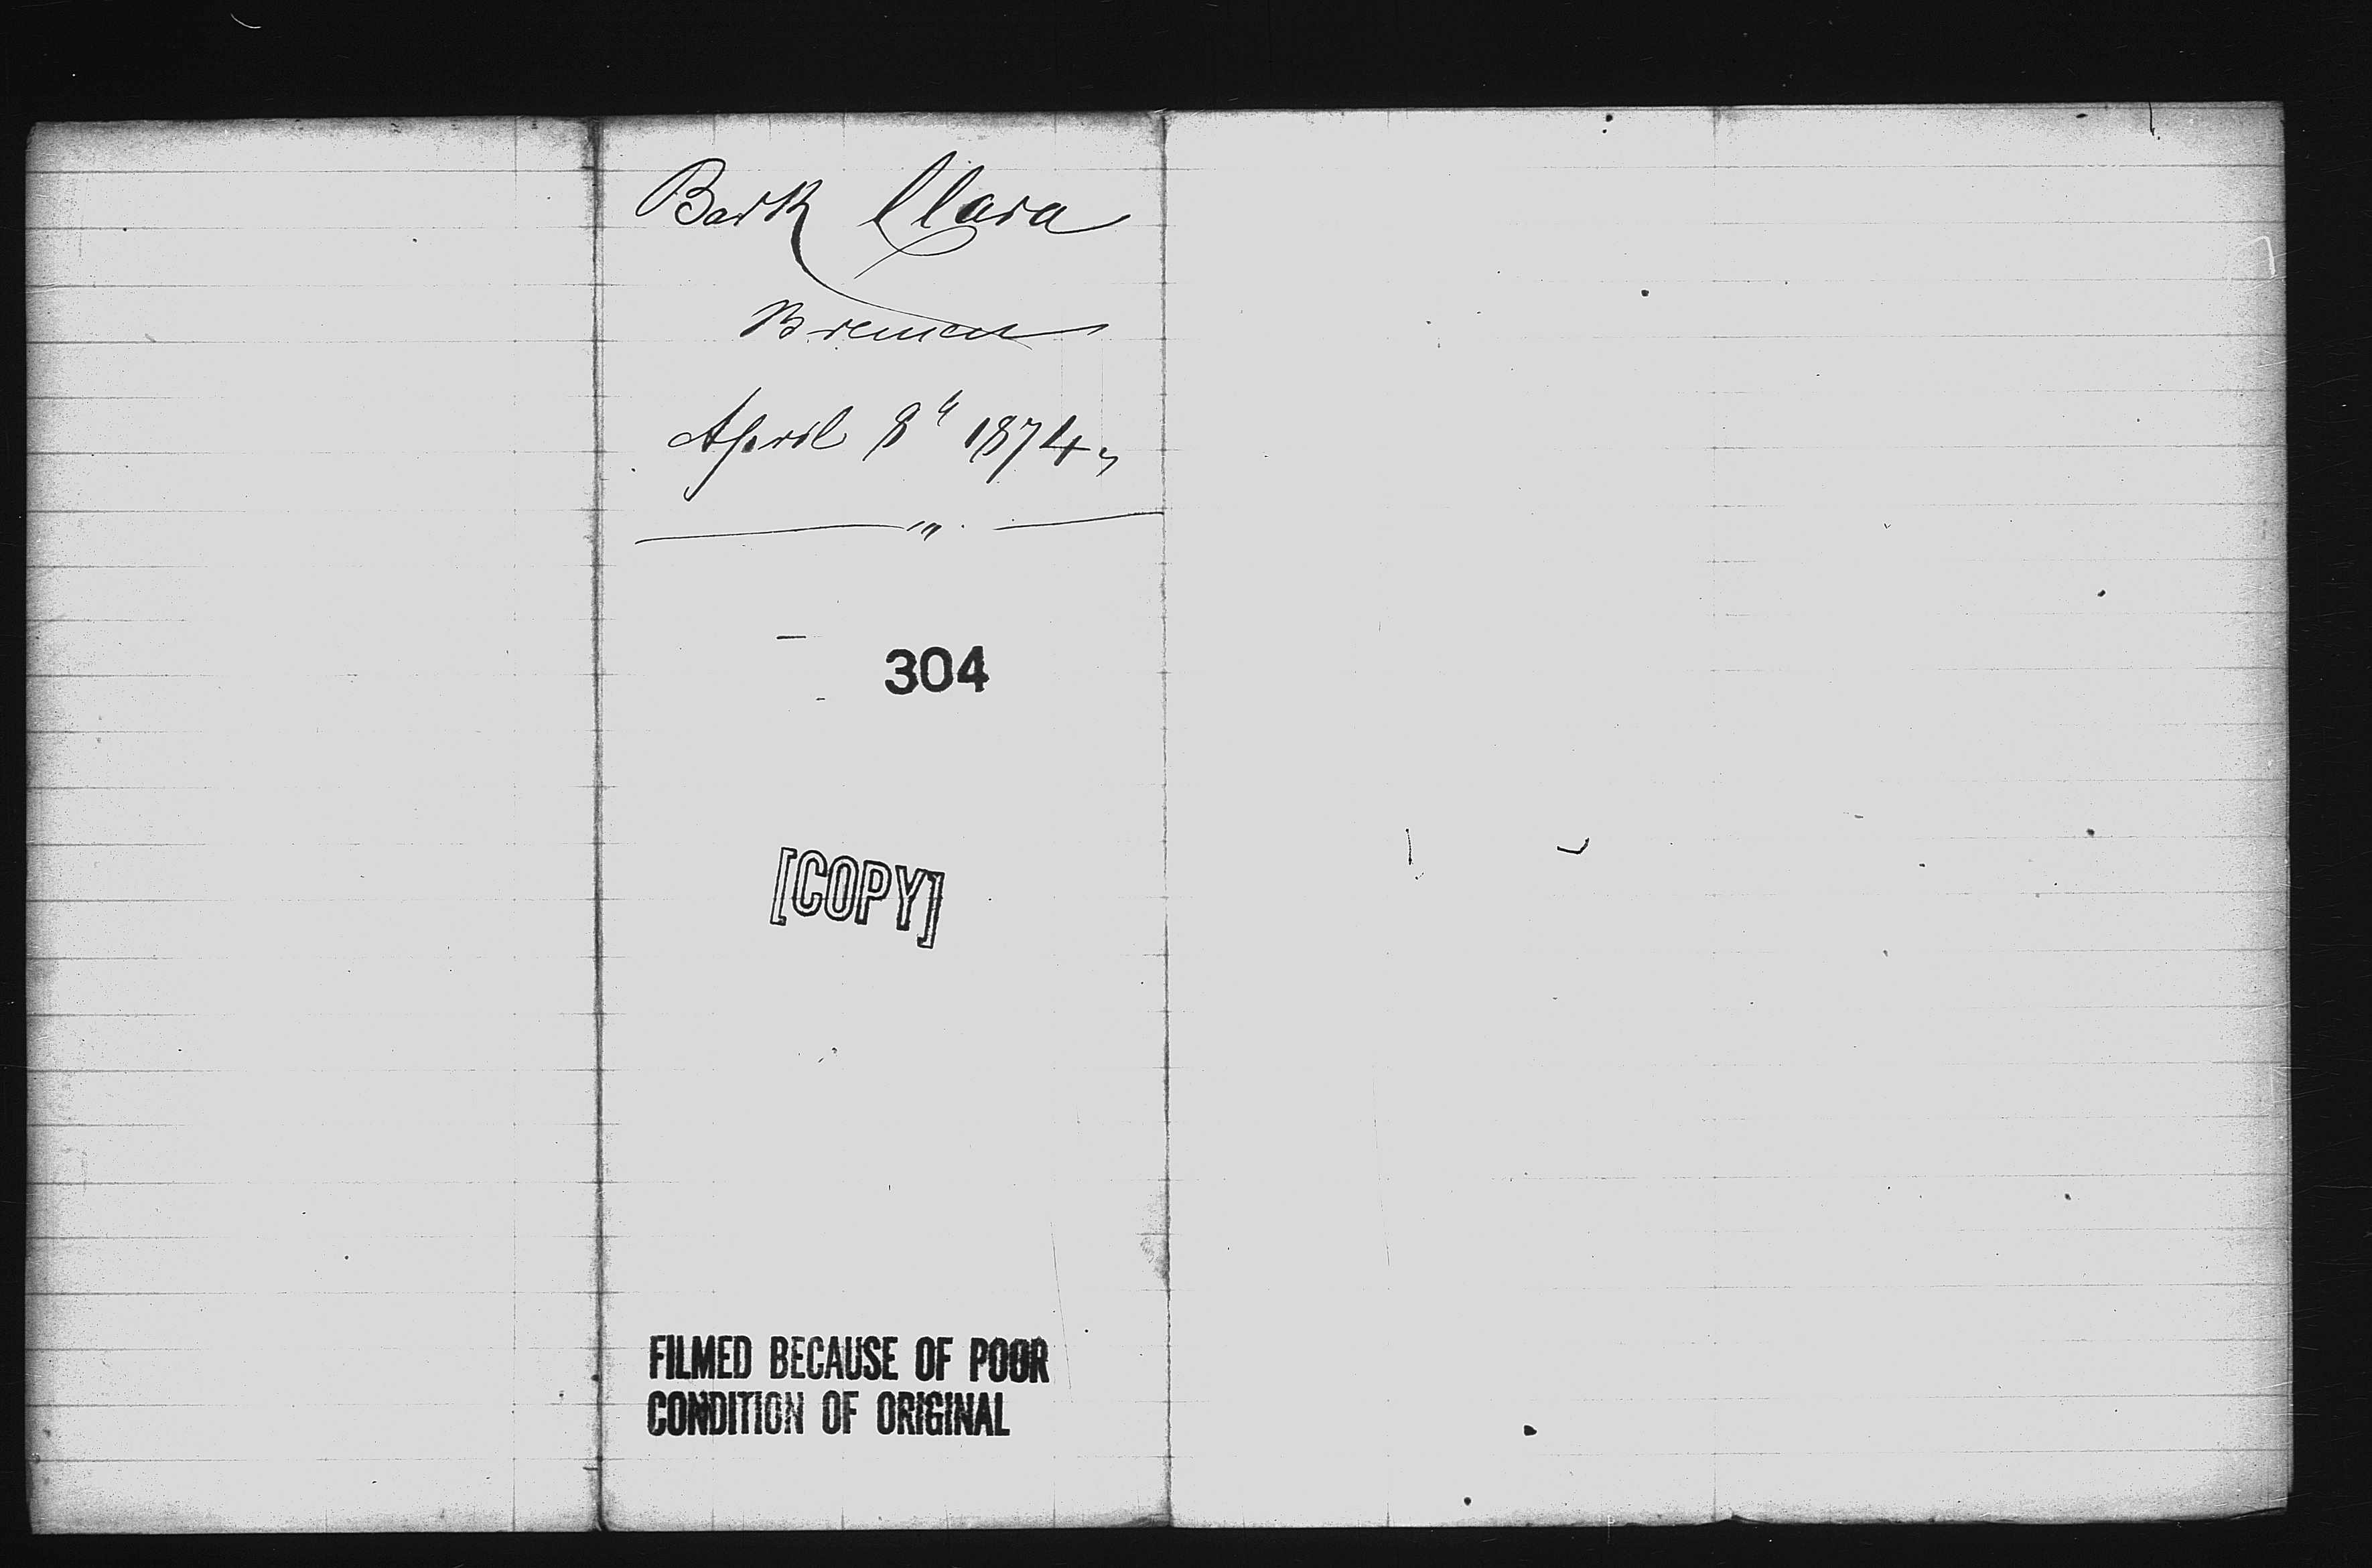 Bark Clara
Bremen
April 8th 1874
304
[COPY]
FILMED BECAUSE OF POOR
CONDITION OF ORIGINAL